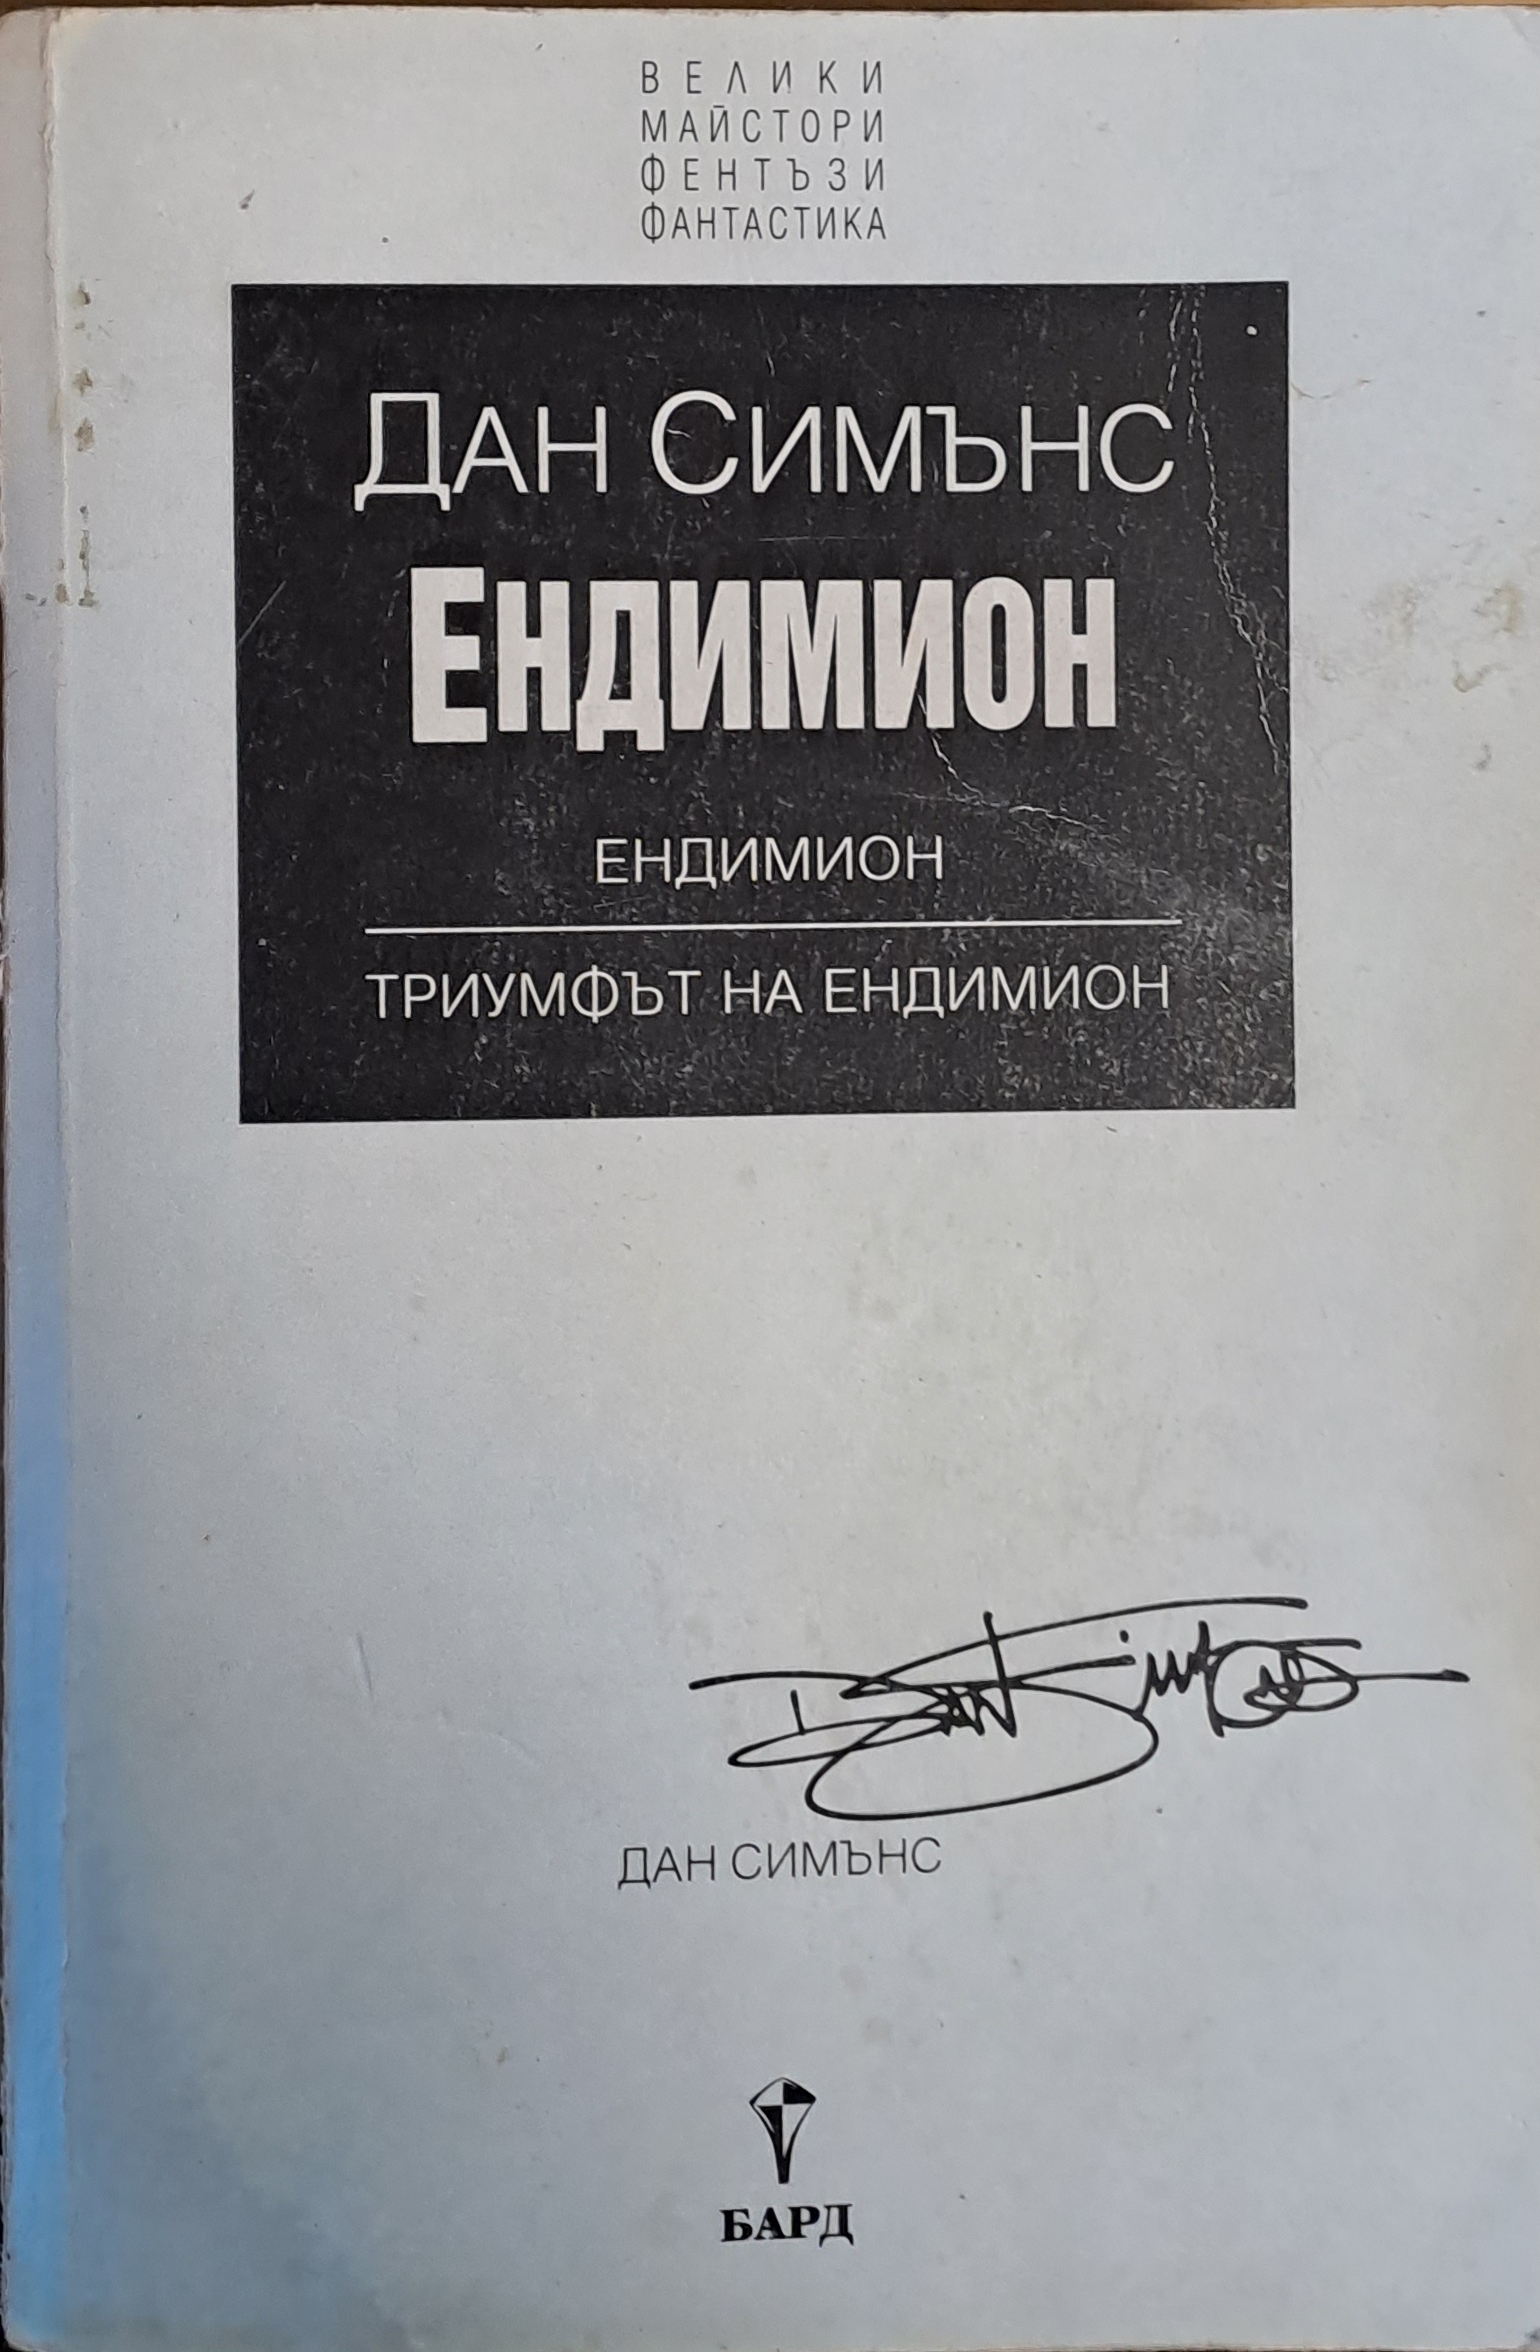 ВЕЛИКИ
МАЙСТОРИ
ФЕНТЪЗИ
ФАНТАСТИКА
ДАН СИМЪНС
ЕНДИМИОН
ЕНДИМИОН
ТРИУМФЪТ НА ЕНДИМИОН
ДАН СИМЪНС
БАРД